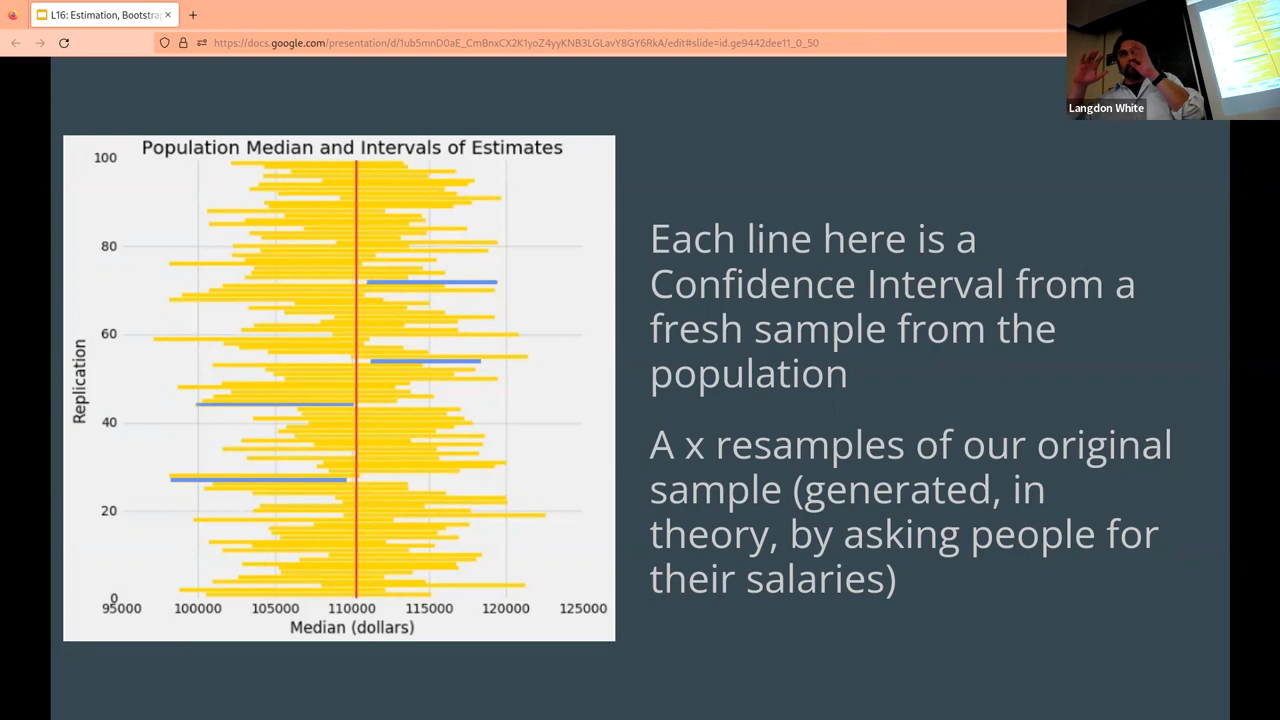 L16: Estimation, Bootstra
https://docs.google.com/presentation/d/1ub5mnD0aE_CmBnxCX2K1yoZ4yyKNB3LGLavY8GY6RkA/edit#slide=id.ge9442dee11_0_50
Langdon White
Population Median and Intervals of Estimates
100
80
60
40
20
0
Replication
95000 100000 105000 110000 115000 120000 125000
Median (dollars)
Each line here is a
Confidence Interval from a
fresh sample from the
population
A x resamples of our original
sample (generated, in
theory, by asking people for
their salaries)